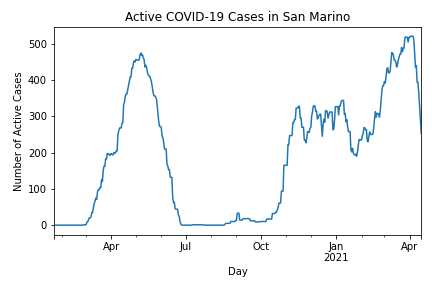 Active COVID-19 Cases in San Marino
Number of Active Cases
500
400
300
200
100
0
Apr
Jul
Oct
Jan
2021
Apr
Day